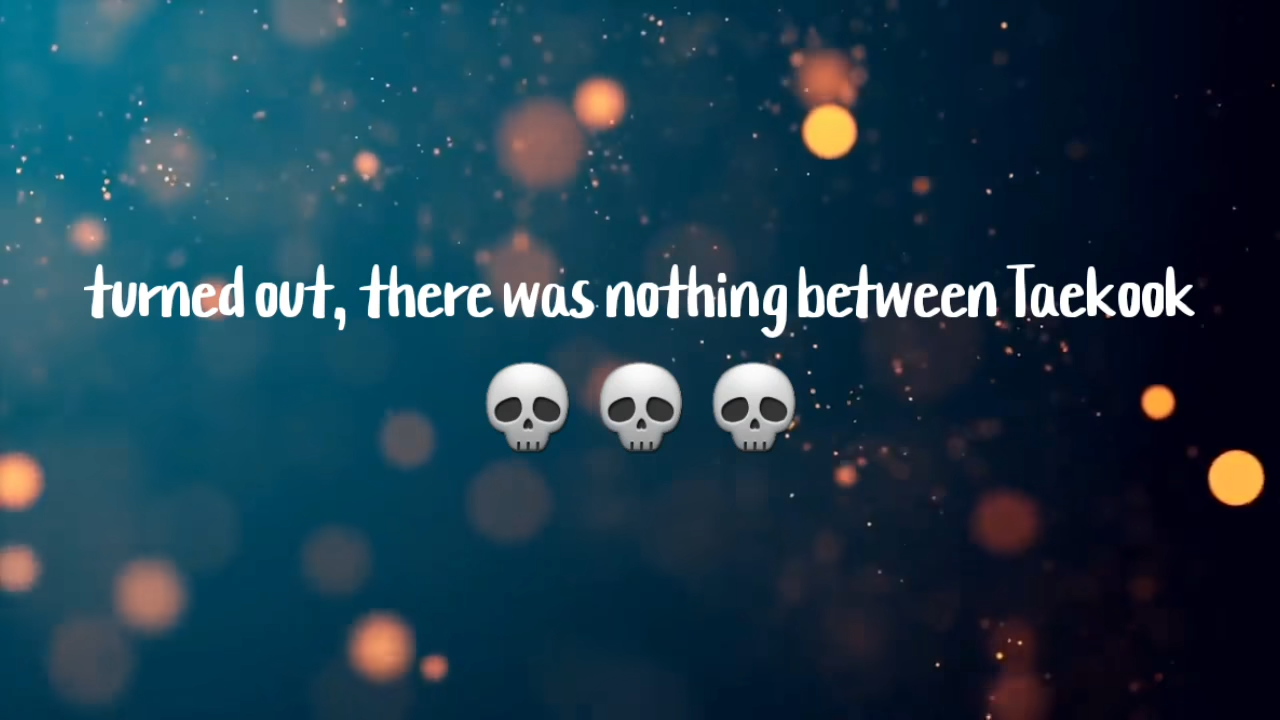 turned out, there was nothing between Taekook
💀💀💀